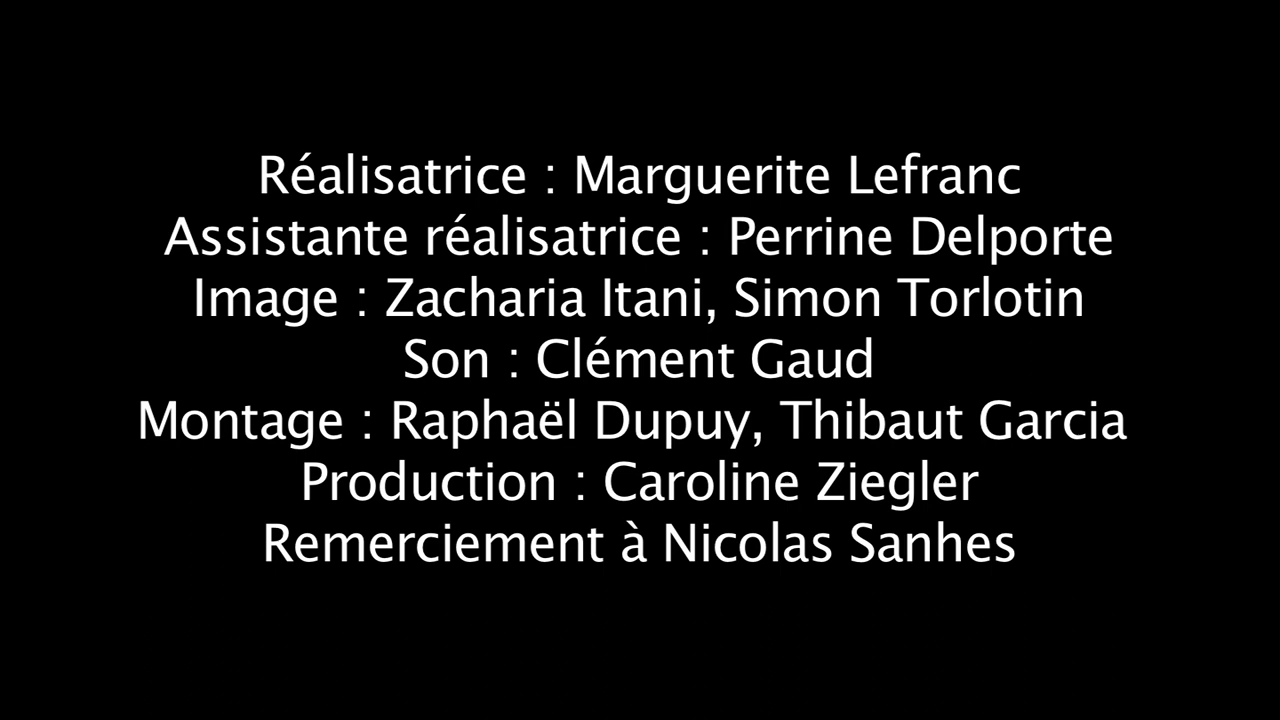 Réalisatrice : Marguerite Lefranc
Assistante réalisatrice : Perrine Delporte
Image : Zacharia Itani, Simon Torlotin
Son : Clément Gaud
Montage : Raphaël Dupuy, Thibaut Garcia
Production : Caroline Ziegler
Remerciement à Nicolas Sanhes